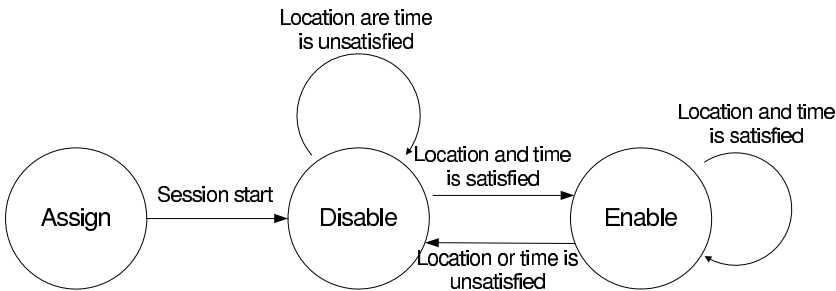 Location are time
is unsatisfied
Location and time
is satisfied
Location and time
is satisfied
Session start
Assign
Disable
Enable
Location or time is
unsatisfied